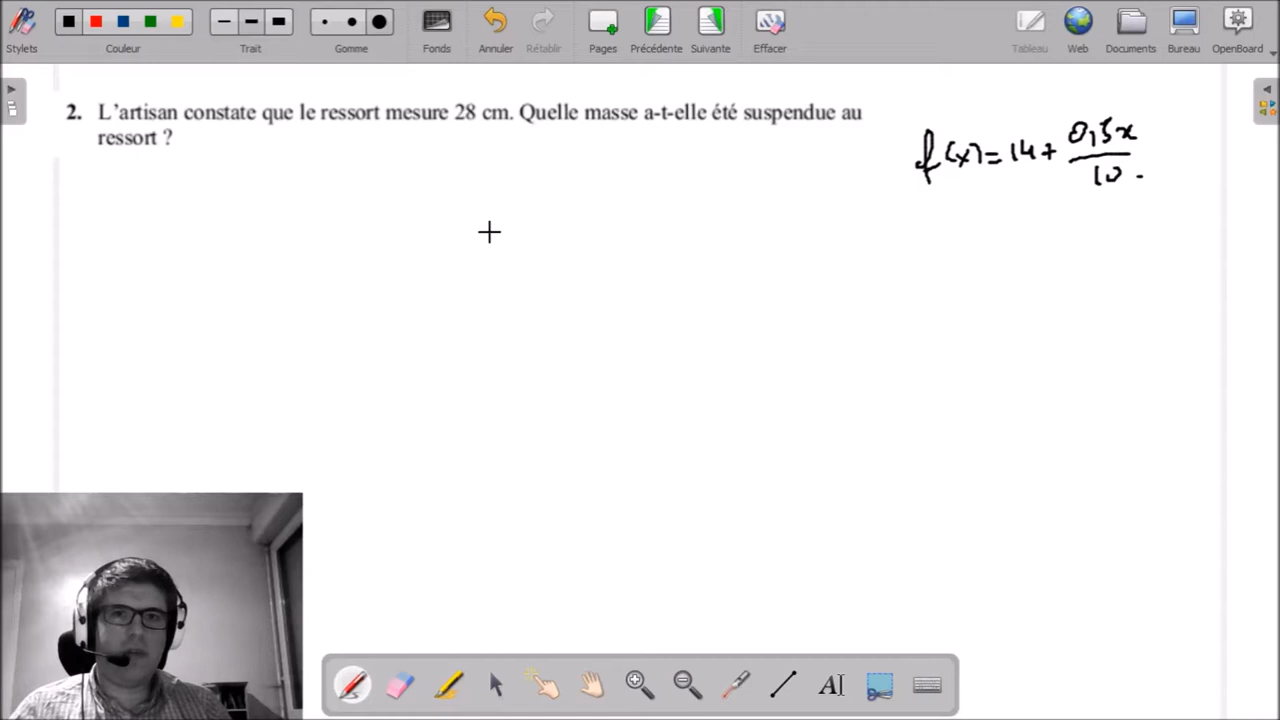 Stylets
Couleur
Trait
Gomme
Fonds
Annuler
Rétablir
Pages
Précédente
Suivante
Effacer
Tableau
Web
Documents
Bureau
OpenBoard
2. L'artisan constate que le ressort mesure 28 cm. Quelle masse a-t-elle été suspendue au
ressort ?
f(x) = 14 + 0,5x
10
AI